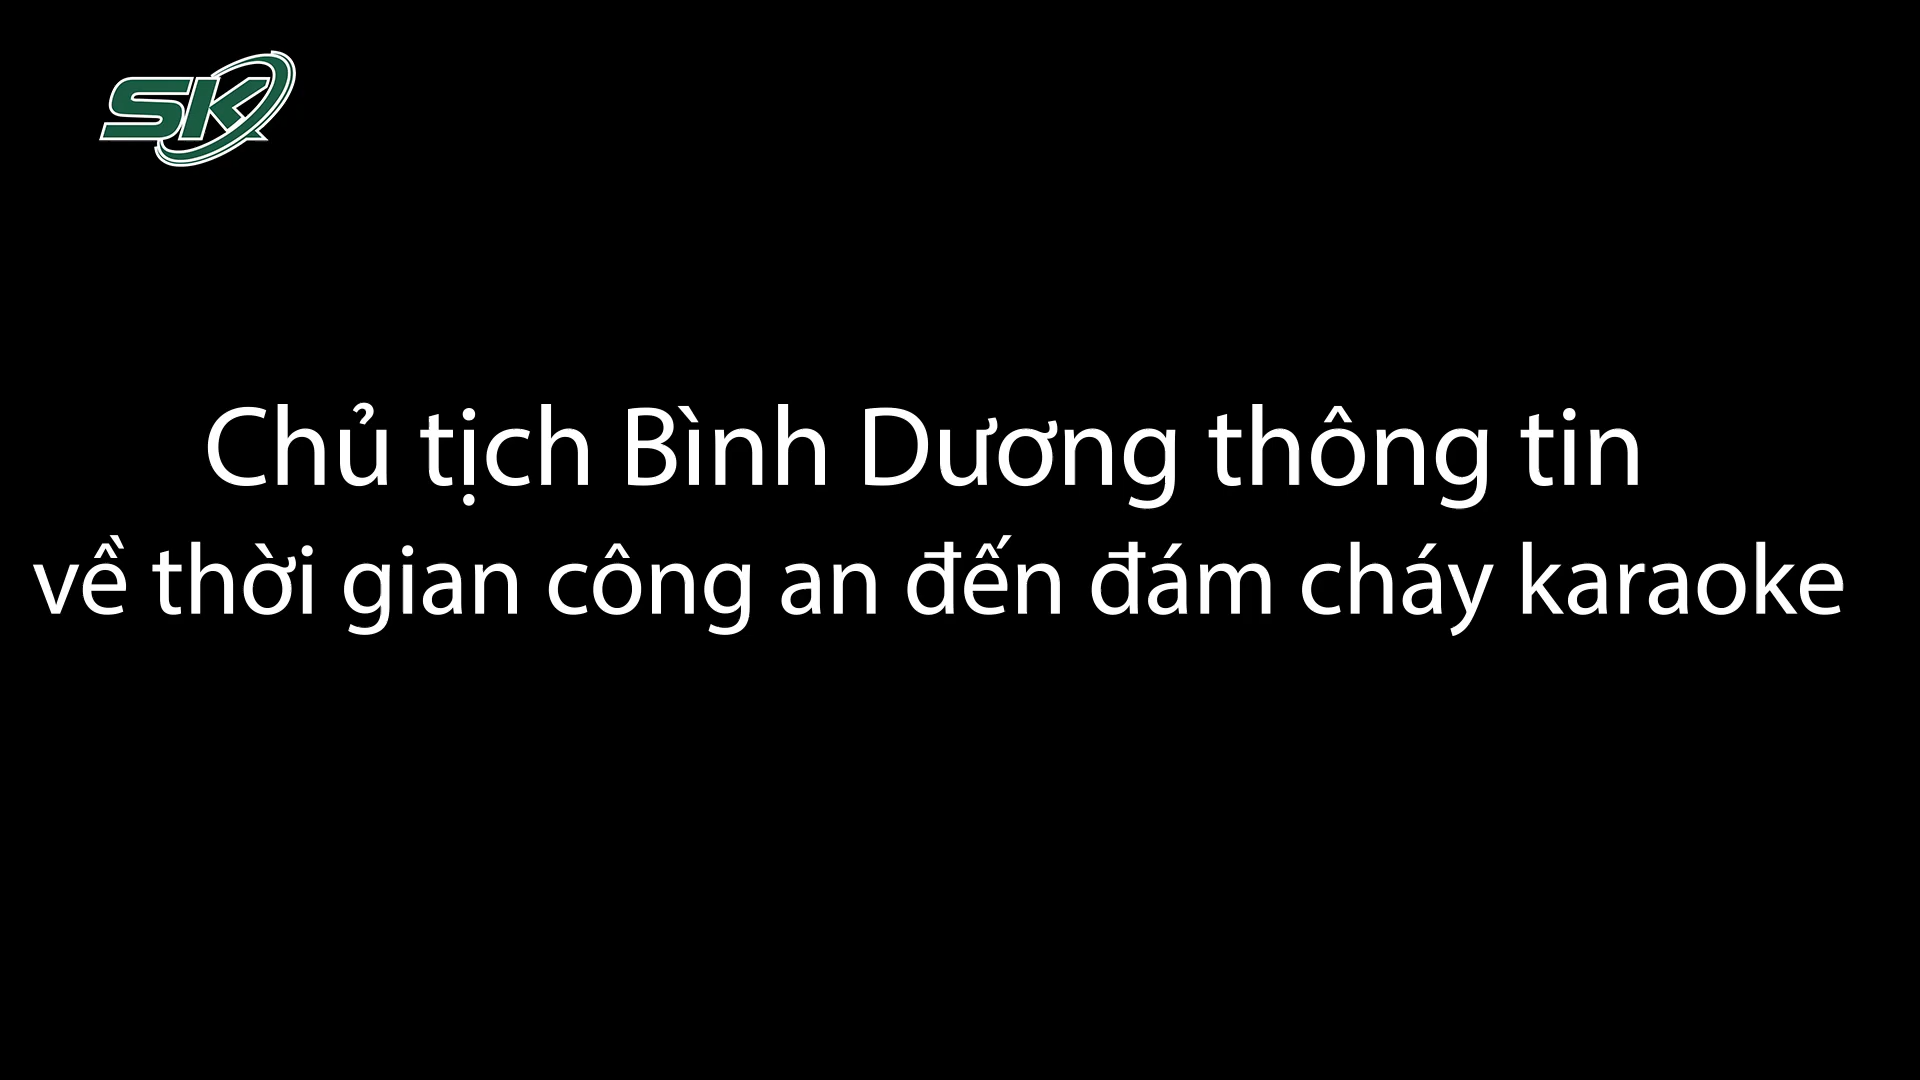 SK
Chủ tịch Bình Dương thông tin
về thời gian công an đến đám cháy karaoke